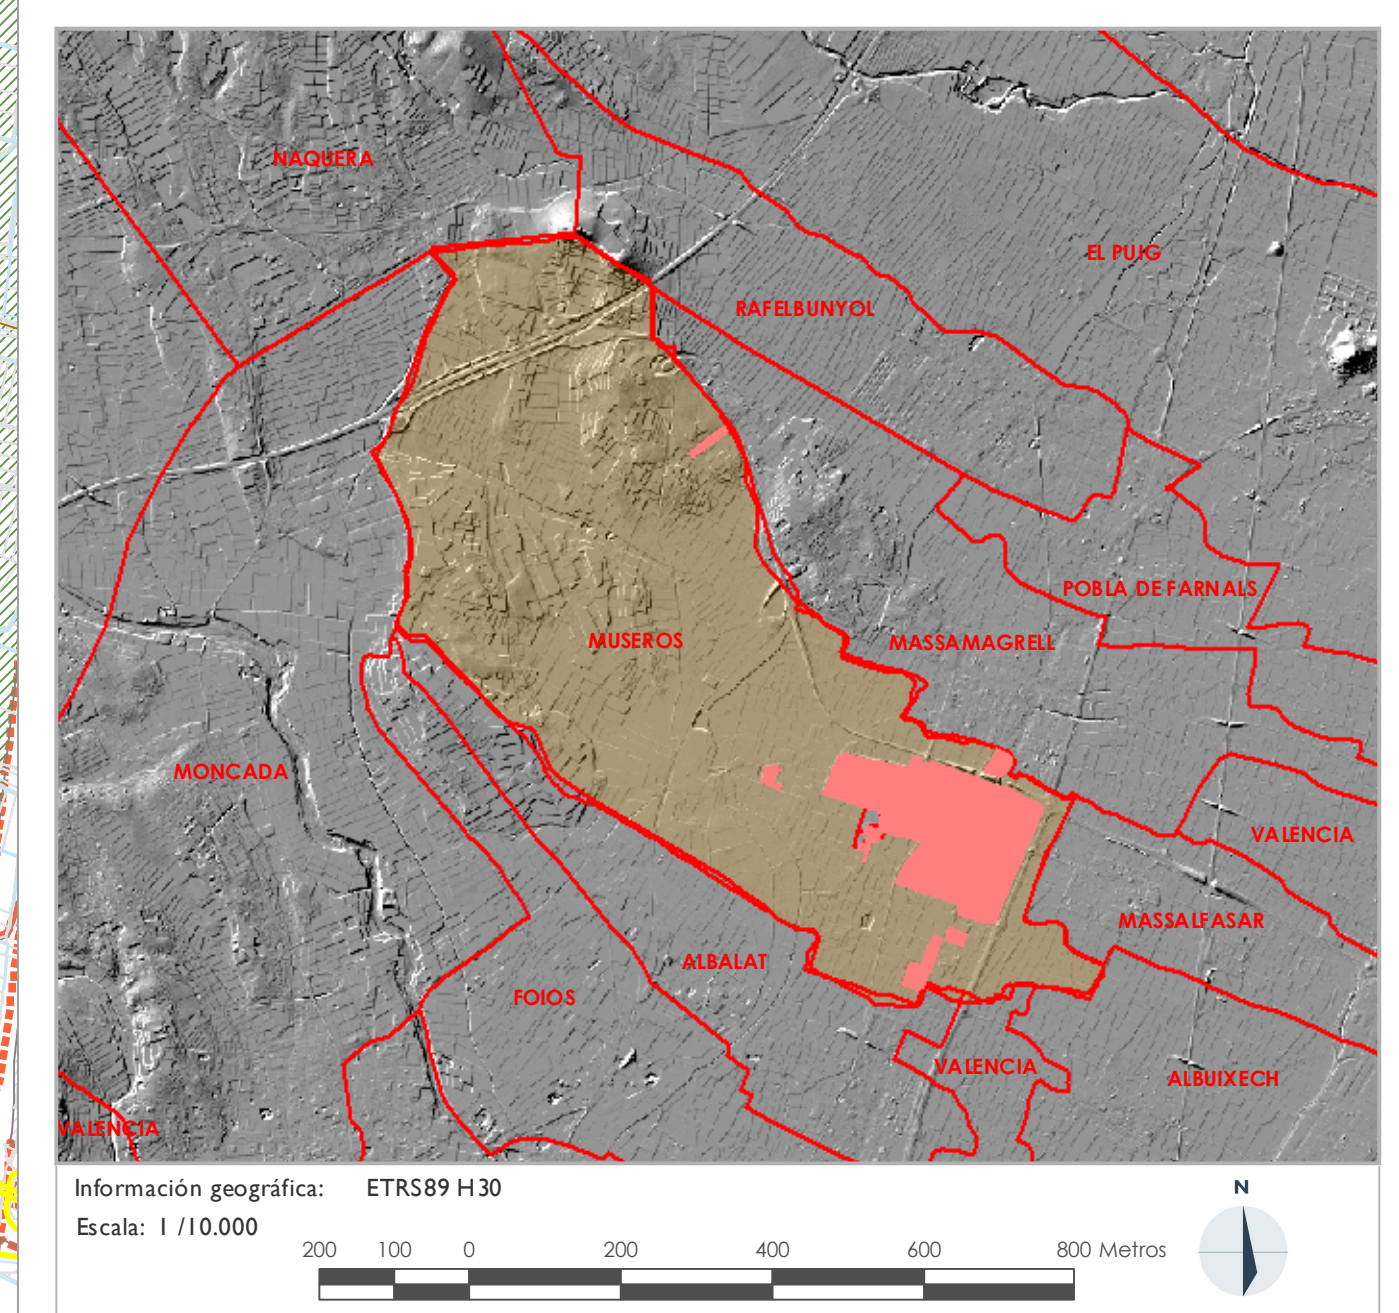 NAQUERA
EL PUIG
RAFELBUNYOL
POBLA DE FARNALS
MUSEROS
MASSAMAGRELL
MONCADA
VALENCIA
MASSALFASAR
ALBALAT
FOIOS
VALENCIA
ALBUIXECH
VALENCIA
Información geográfica: ETRS89 H30
N
Escala: 1 /10.000
200 100 0 200 400 600 800 Metros